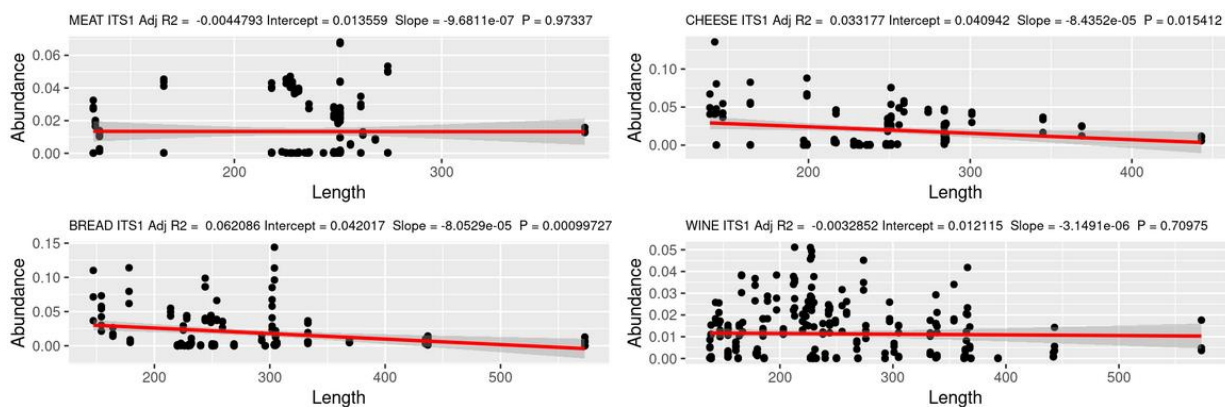 MEAT ITS1 Adj R2 =  -0.0044793 Intercept = 0.013559  Slope = -9.6811e-07  P = 0.97337
Abundance
0.06
0.04
0.02
0.00
200
300
Length
CHEESE ITS1 Adj R2 =  0.033177 Intercept = 0.040942  Slope = -8.4352e-05  P = 0.015412
Abundance
0.10
0.05
0.00
200
300
400
Length
BREAD ITS1 Adj R2 =  0.062086 Intercept = 0.042017  Slope = -8.0529e-05  P = 0.00099727
Abundance
0.15
0.10
0.05
0.00
200
300
400
500
Length
WINE ITS1 Adj R2 =  -0.0032852 Intercept = 0.012115  Slope = -3.1491e-06  P = 0.70975
Abundance
0.05
0.04
0.03
0.02
0.01
0.00
200
300
400
500
Length